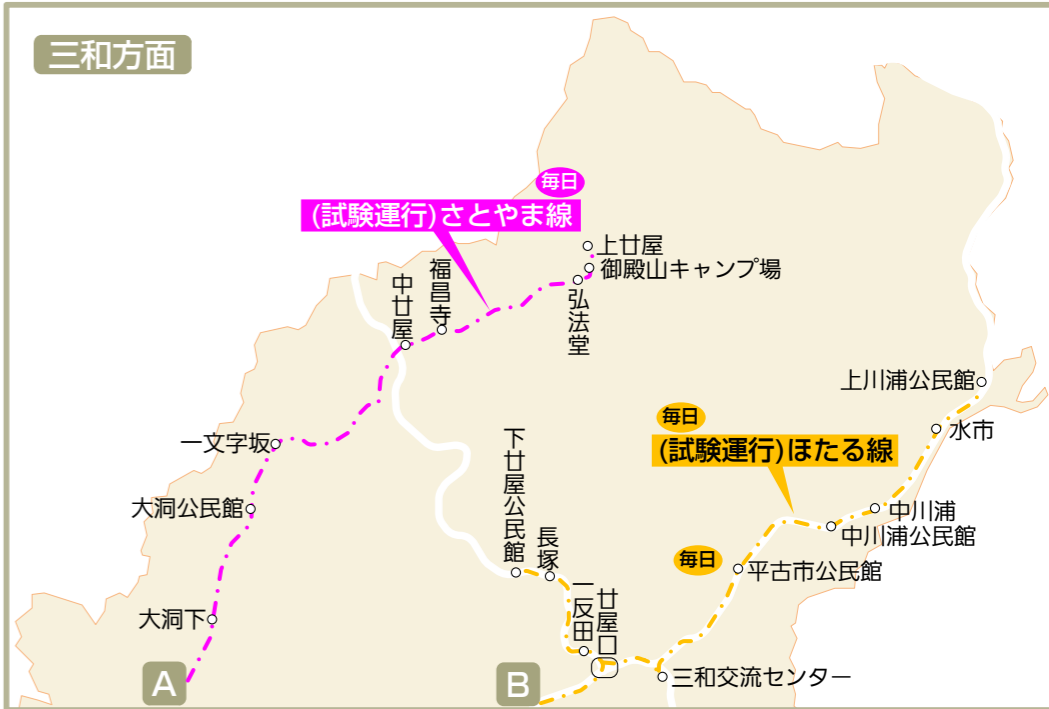 三和方面
毎日
(試験運行)さとやま線
上廿屋
御殿山キャンプ場
弘法堂
福昌寺
中廿屋
一文字坂
大洞公民館
大洞下
A
上川浦公民館
水市
毎日
(試験運行)ほたる線
中川浦
中川浦公民館
毎日
平古市公民館
下廿屋公民館
長塚
一反田
廿屋口
三和交流センター
B